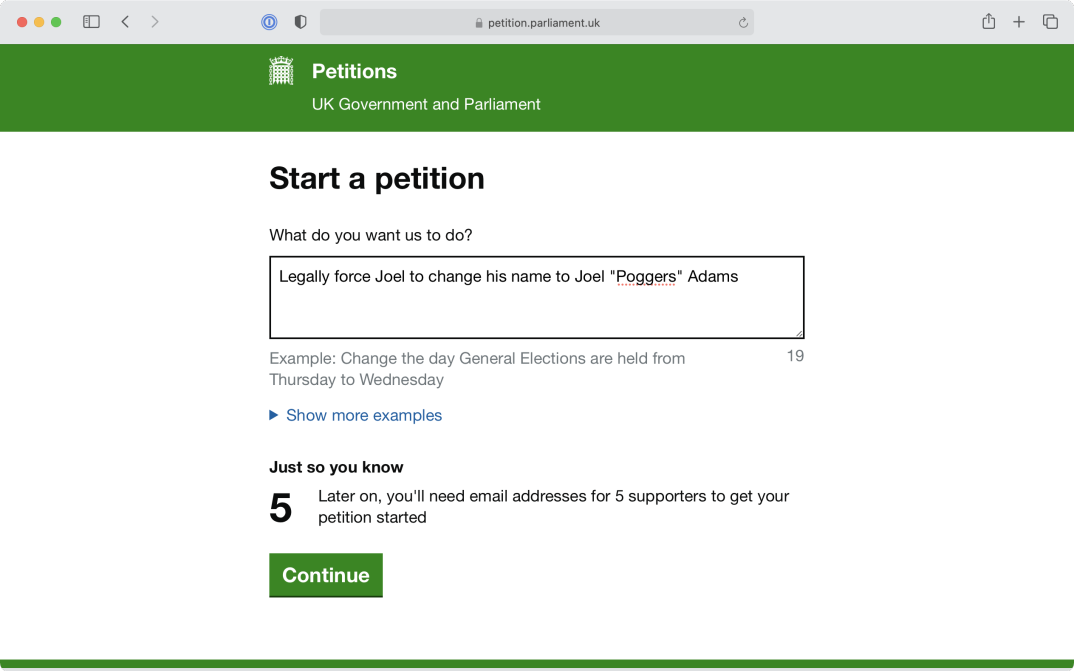 petition.parliament.uk
Petitions
UK Government and Parliament
Start a petition
What do you want us to do?
Legally force Joel to change his name to Joel "Poggers" Adams
19
Example: Change the day General Elections are held from
Thursday to Wednesday
Show more examples
Just so you know
5
Later on, you'll need email addresses for 5 supporters to get your
petition started
Continue